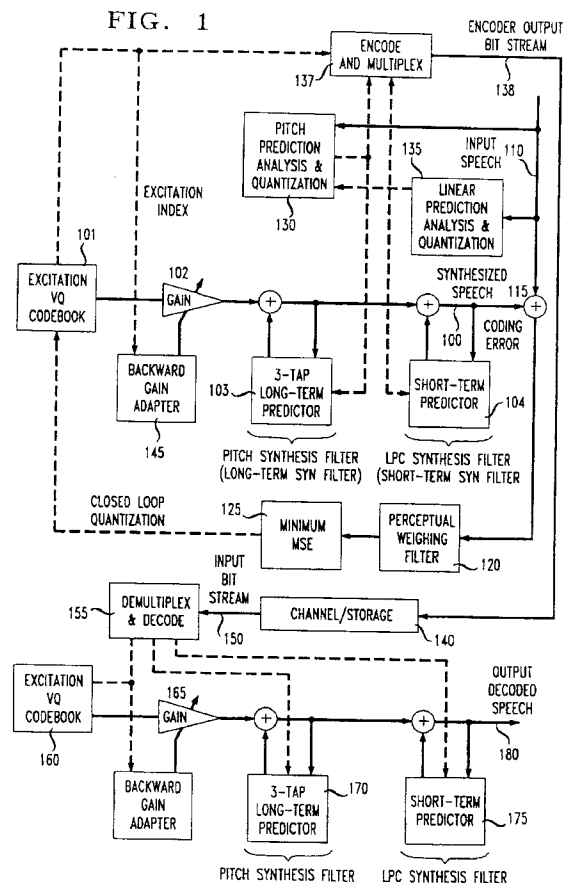 FIG. 1
ENCODER OUTPUT
BIT STREAM
ENCODE
AND MULTIPLEX
137
138
PITCH
PREDICTION
ANALYSIS &
QUANTIZATION
130
INPUT
SPEECH
110
135
LINEAR
PREDICTION
ANALYSIS &
QUANTIZATION
EXCITATION
INDEX
101
EXCITATION
VQ
CODEBOOK
102
GAIN
SYNTHESIZED
SPEECH
100
115
CODING
ERROR
BACKWARD
GAIN
ADAPTER
145
103
3-TAP
LONG-TERM
PREDICTOR
SHORT-TERM
PREDICTOR
104
PITCH SYNTHESIS FILTER
(LONG-TERM SYN FILTER)
LPC SYNTHESIS FILTER
(SHORT-TERM SYN FILTER
CLOSED LOOP
QUANTIZATION
125
MINIMUM
MSE
PERCEPTUAL
WEIGHING
FILTER
120
INPUT
BIT
STREAM
155
DEMULTIPLEX
& DECODE
150
CHANNEL/STORAGE
140
EXCITATION
VQ
CODEBOOK
160
165
GAIN
OUTPUT
DECODED
SPEECH
180
BACKWARD
GAIN
ADAPTER
3-TAP
LONG-TERM
PREDICTOR
170
SHORT-TERM
PREDICTOR
175
PITCH SYNTHESIS FILTER
LPC SYNTHESIS FILTER